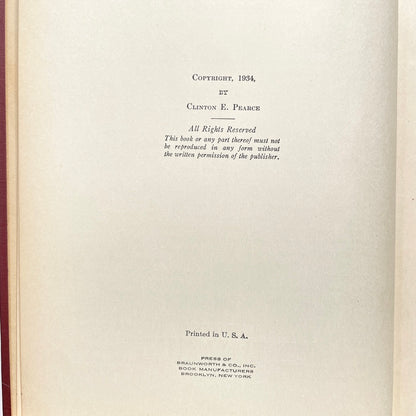 COPYRIGHT, 1934,
BY
CLINTON E. PEARCE
All Rights Reserved
This book or any part thereof must not
be reproduced in any form without
the written permission of the publisher.
Printed in U. S. A.
PRESS OF
BRAUNWORTH & CO., INC.
BOOK MANUFACTURERS
BROOKLYN, NEW YORK